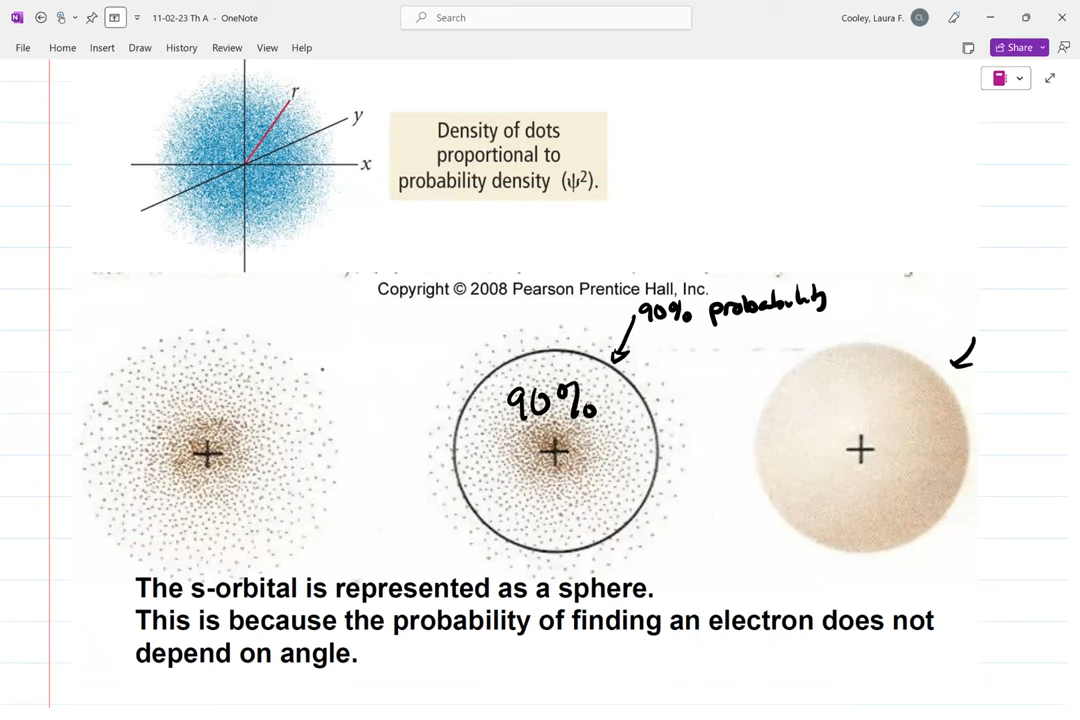 11-02-23 Th A - OneNote
Search
Cooley, Laura F.
CL
File Home Insert Draw History Review View Help
Share
r
y
x
Density of dots
proportional to
probability density (ψ²).
Copyright © 2008 Pearson Prentice Hall, Inc.
90% probability
90%
+ + +
The s-orbital is represented as a sphere.
This is because the probability of finding an electron does not
depend on angle.